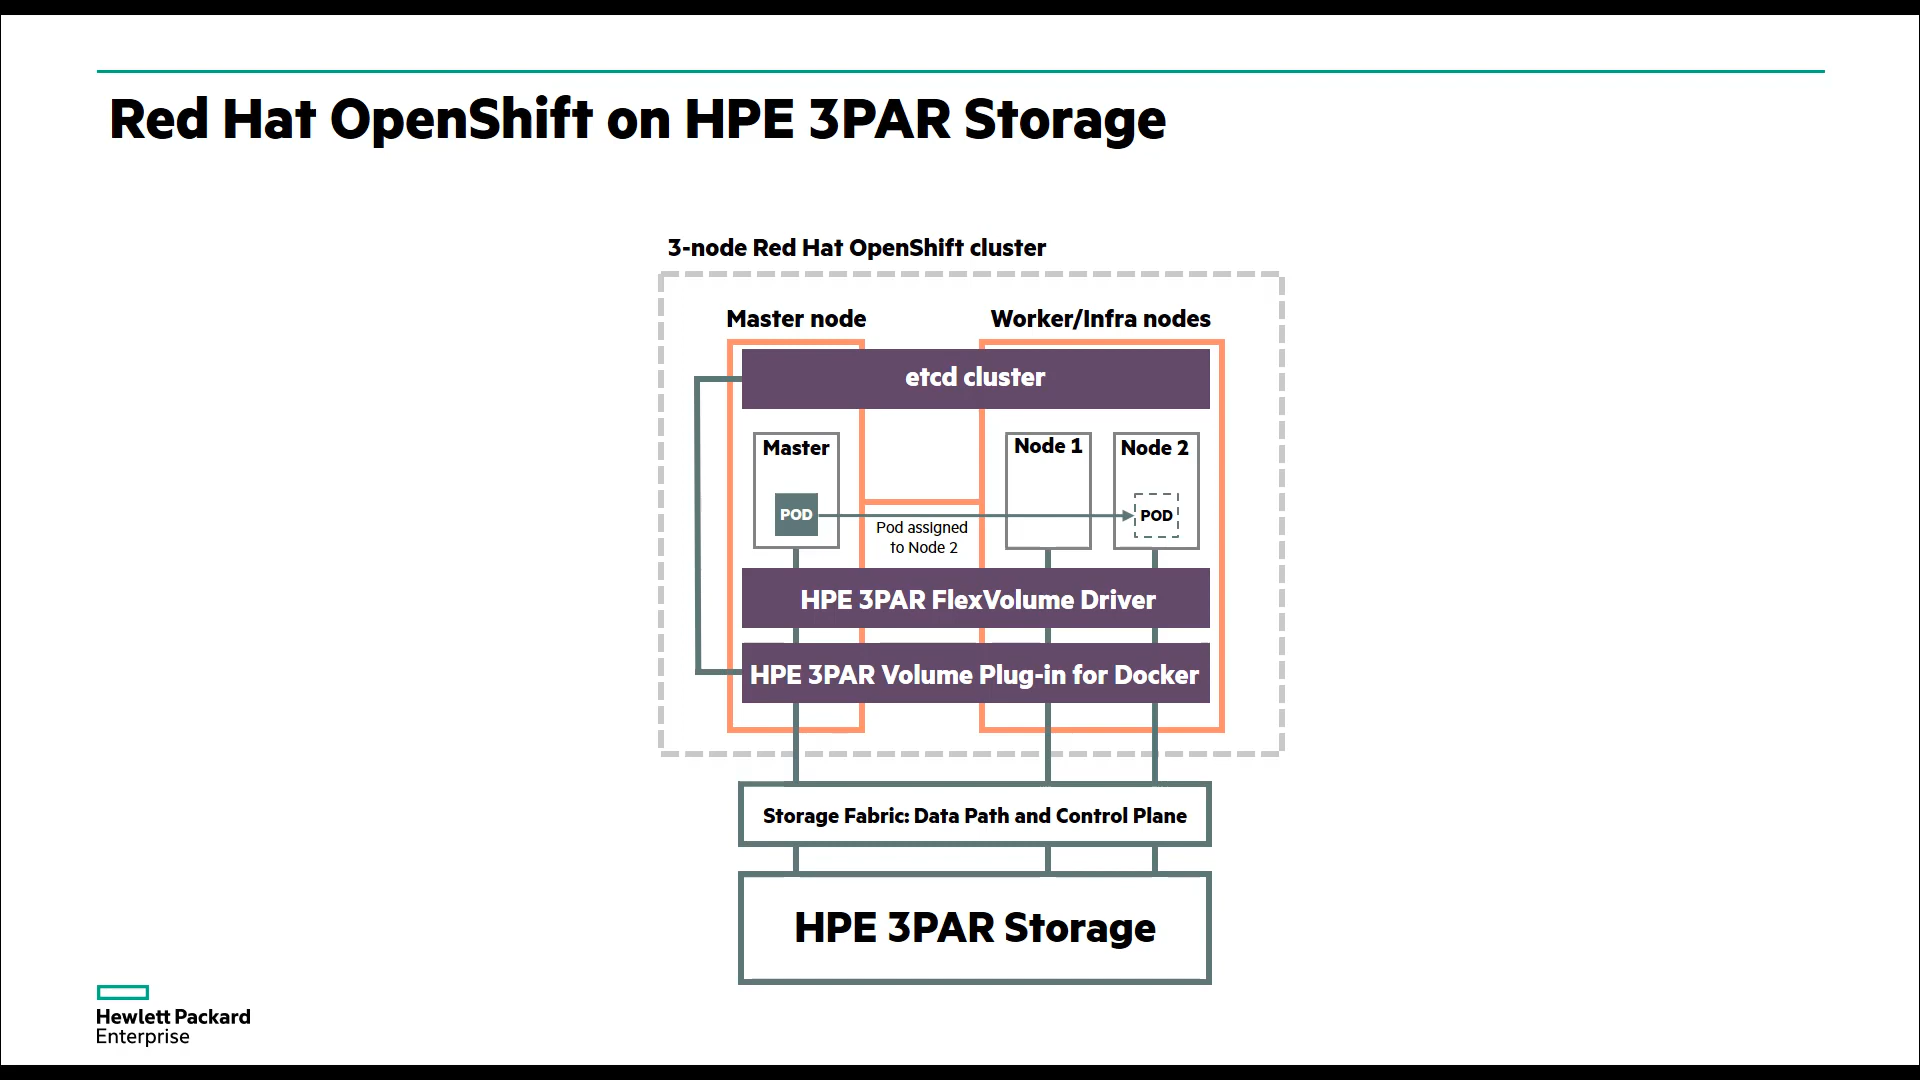 Red Hat OpenShift on HPE 3PAR Storage
3-node Red Hat OpenShift cluster
Master node
Worker/Infra nodes
etcd cluster
Master
Node 1
Node 2
POD
POD
Pod assigned
to Node 2
HPE 3PAR FlexVolume Driver
HPE 3PAR Volume Plug-in for Docker
Storage Fabric: Data Path and Control Plane
HPE 3PAR Storage
Hewlett Packard
Enterprise